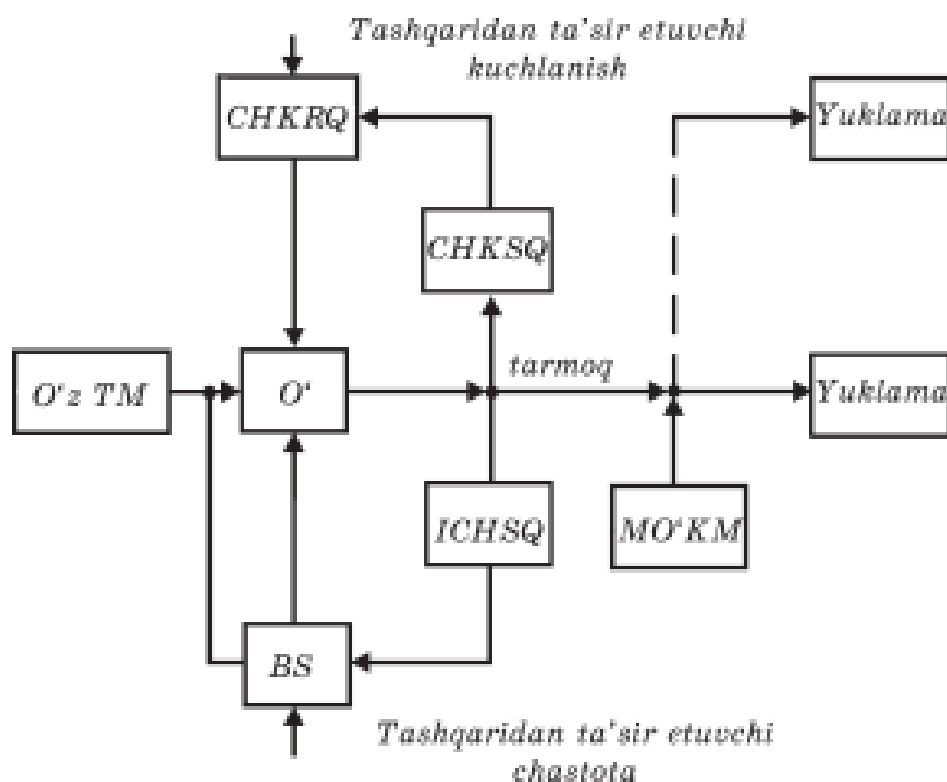 Tashqaridan ta'sir etuvchi
kuchlanish
CHKRQ
Yuklama
CHKSQ
O'z TM
O'
tarmoq
Yuklama
ICHSQ
MO'KM
BS
Tashqaridan ta'sir etuvchi
chastota